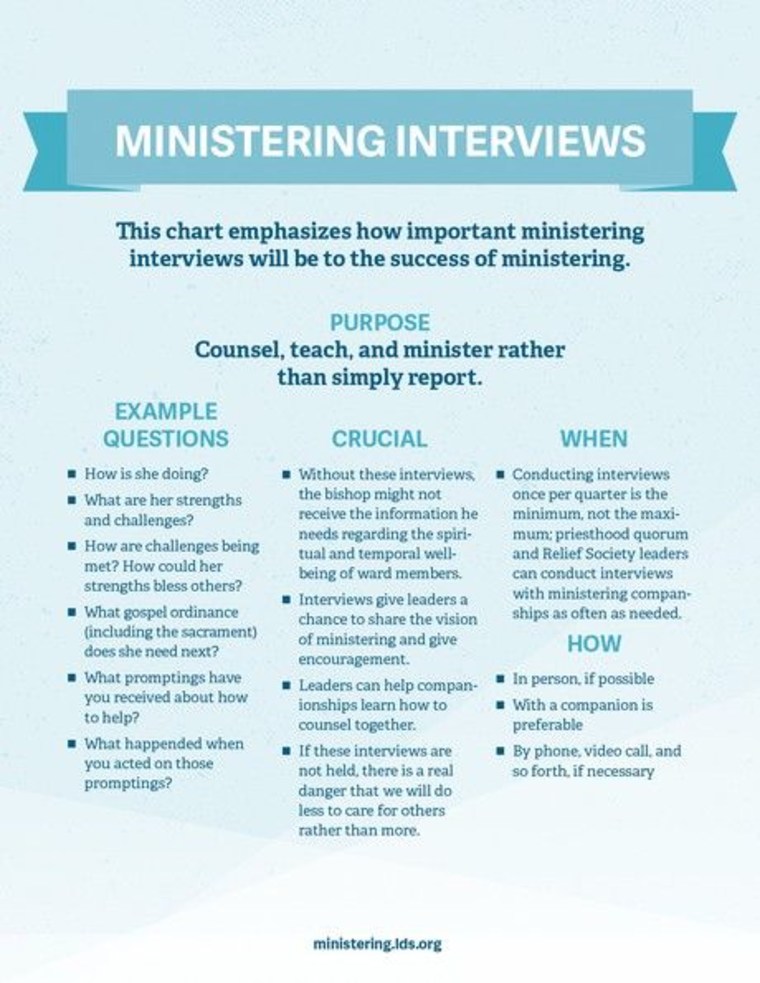 MINISTERING INTERVIEWS
This chart emphasizes how important ministering
interviews will be to the success of ministering.
PURPOSE
Counsel, teach, and minister rather
than simply report.
EXAMPLE
QUESTIONS
■ How is she doing?
■ What are her strengths
and challenges?
■ How are challenges being
met? How could her
strengths bless others?
■ What gospel ordinance
(including the sacrament)
does she need next?
■ What promptings have
you received about how
to help?
■ What happended when
you acted on those
promptings?
CRUCIAL
■ Without these interviews,
the bishop might not
receive the information he
needs regarding the spiri-
tual and temporal well-
being of ward members.
■ Interviews give leaders a
chance to share the vision
of ministering and give
encouragement.
■ Leaders can help compan-
ionships learn how to
counsel together.
■ If these interviews are
not held, there is a real
danger that we will do
less to care for others
rather than more.
WHEN
■ Conducting interviews
once per quarter is the
minimum, not the maxi-
mum; priesthood quorum
and Relief Society leaders
can conduct interviews
with ministering compan-
ships as often as needed.
HOW
■ In person, if possible
■ With a companion is
preferable
■ By phone, video call, and
so forth, if necessary
ministering.lds.org